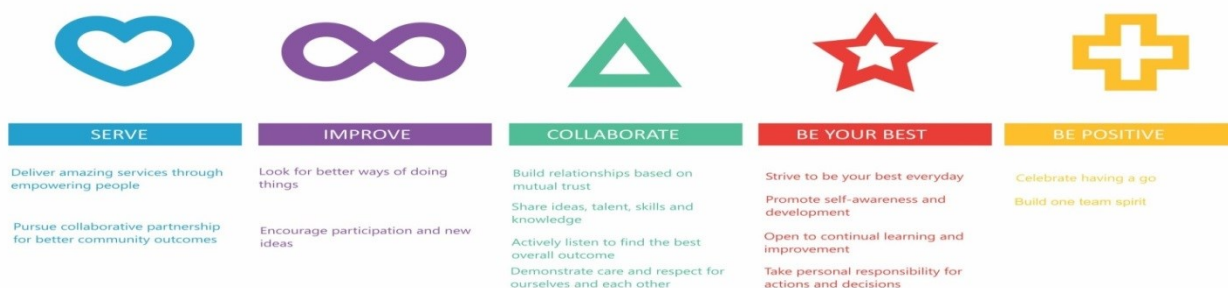 SERVE
Deliver amazing services through
empowering people
Pursue collaborative partnership
for better community outcomes
IMPROVE
Look for better ways of doing
things
Encourage participation and new
ideas
COLLABORATE
Build relationships based on
mutual trust
Share ideas, talent, skills and
knowledge
Actively listen to find the best
overall outcome
Demonstrate care and respect for
ourselves and each other
BE YOUR BEST
Strive to be your best everyday
Promote self-awareness and
development
Open to continual learning and
improvement
Take personal responsibility for
actions and decisions
BE POSITIVE
Celebrate having a go
Build one team spirit